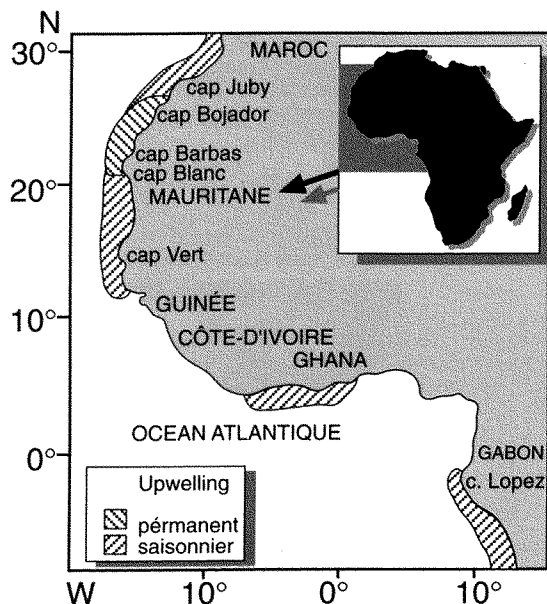 N
30°
MAROC
cap Juby
cap Bojador
cap Barbas
cap Blanc
20°
MAURITANE
cap Vert
10°
GUINÉE
CÔTE-D'IVOIRE
GHANA
OCEAN ATLANTIQUE
0°
GABON
c. Lopez
Upwelling
pérmanent
saisonnier
W
10°
0°
10°